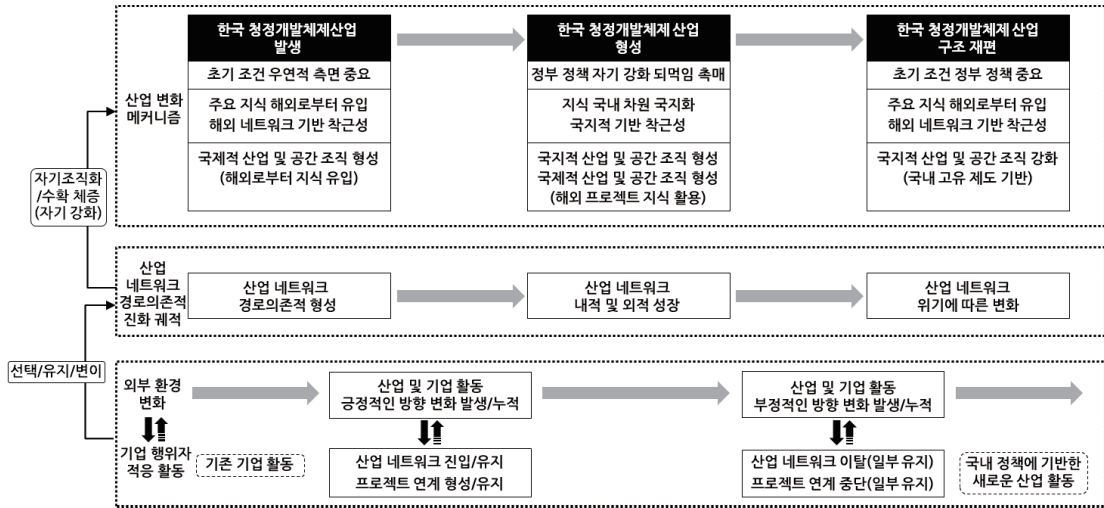 한국 청정개발체제산업
발생
한국 청정개발체제 산업
형성
한국 청정개발체제 산업
구조 재편
산업 변화
메커니즘
초기 조건 우연적 측면 중요
정부 정책 자기 강화 되먹임 촉매
초기 조건 정부 정책 중요
주요 지식 해외로부터 유입
해외 네트워크 기반 착근성
지식 국내 차원 국지화
국지적 기반 착근성
주요 지식 해외로부터 유입
해외 네트워크 기반 착근성
국제적 산업 및 공간 조직 형성
(해외로부터 지식 유입)
국지적 산업 및 공간 조직 형성
국제적 산업 및 공간 조직 형성
(해외 프로젝트 지식 활용)
국지적 산업 및 공간 조직 강화
(국내 고유 제도 기반)
자기조직화
/수확 체증
(자기 강화)
산업
네트워크
경로의존적
진화 궤적
산업 네트워크
경로의존적 형성
산업 네트워크
내적 및 외적 성장
산업 네트워크
위기에 따른 변화
선택/유지/변이
외부 환경
변화
산업 및 기업 활동
긍정적인 방향 변화 발생/누적
산업 및 기업 활동
부정적인 방향 변화 발생/누적
기업 행위자
적응 활동
기존 기업 활동
산업 네트워크 진입/유지
프로젝트 연계 형성/유지
산업 네트워크 이탈(일부 유지)
프로젝트 연계 중단(일부 유지)
국내 정책에 기반한
새로운 산업 활동